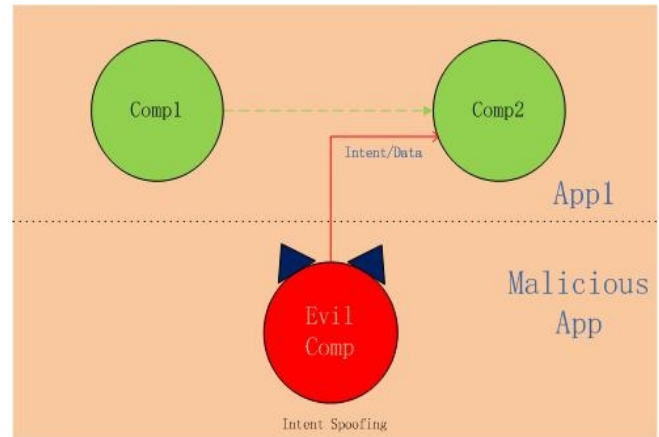 Comp1
Comp2
Intent/Data
App1
Malicious
App
Evil
Comp
Intent Spoofing